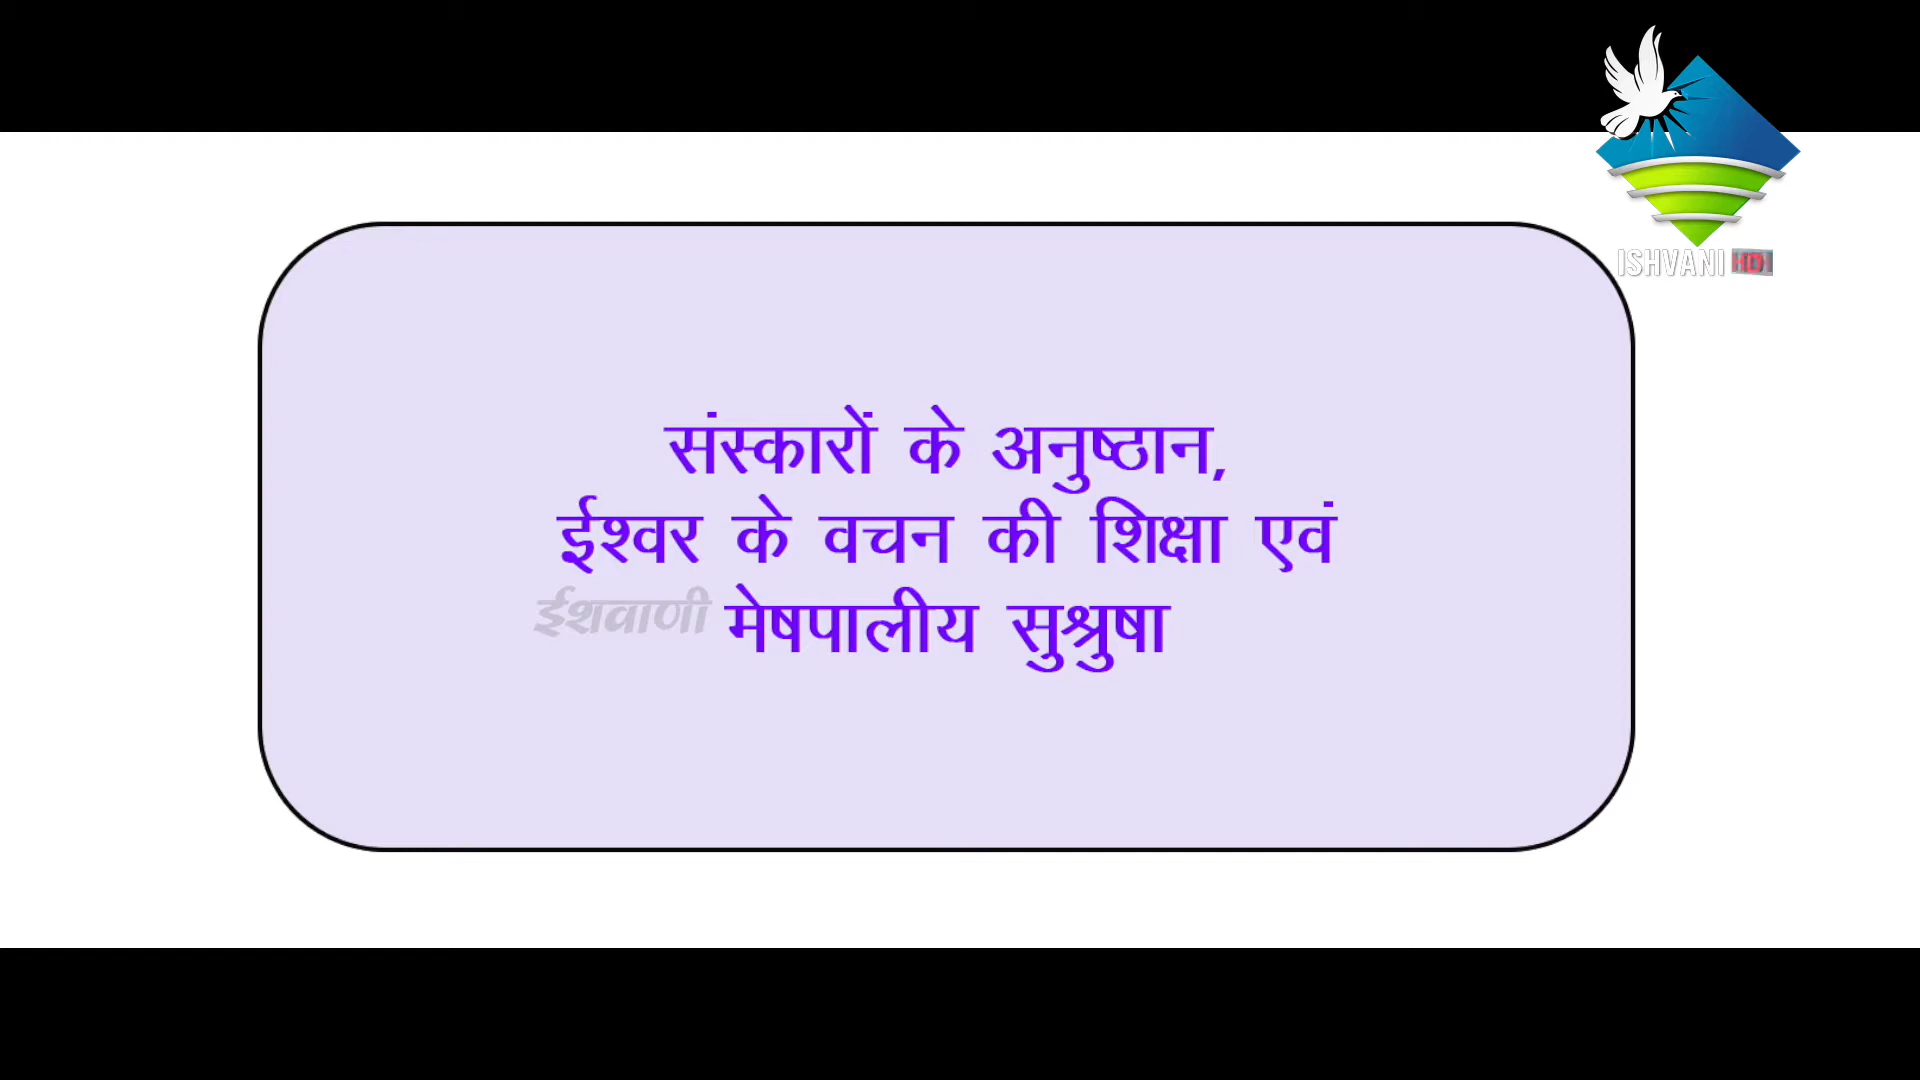 ISHVANI HD
संस्कारों के अनुष्ठान,
ईश्वर के वचन की शिक्षा एवं
ईशवाणी
मेषपालीय सुश्रुषा